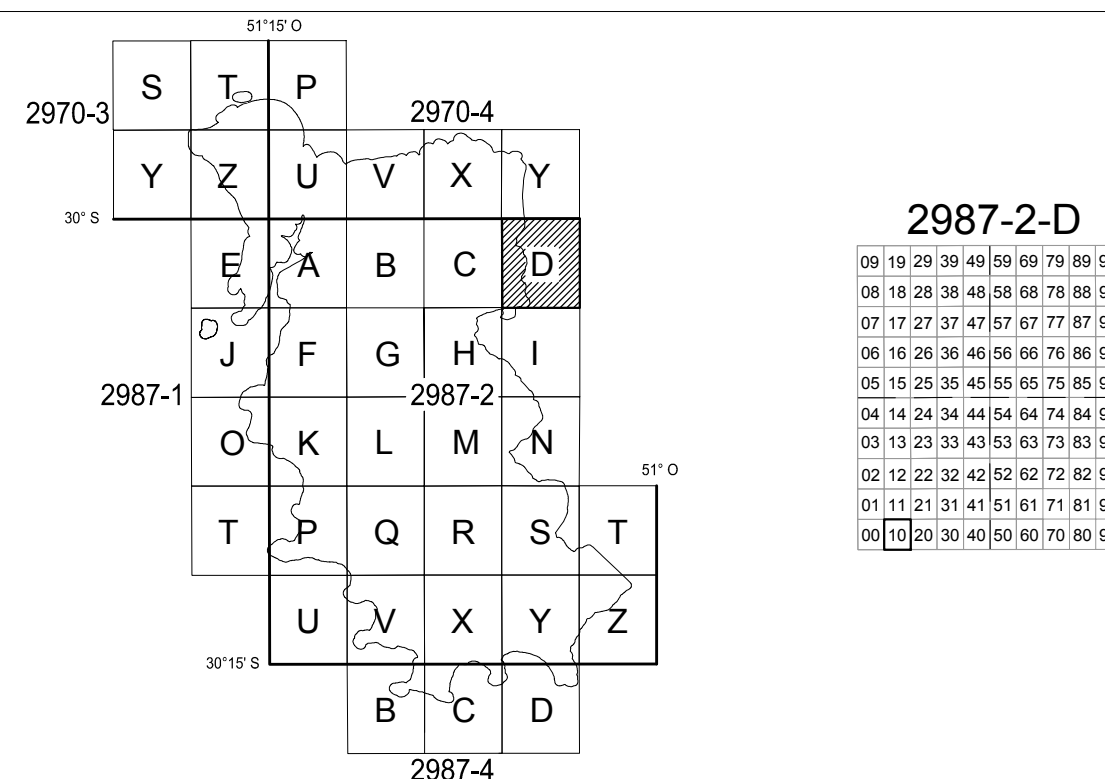 51°15' O
S T P
2970-3 2970-4
Y Z U V X Y
30° S
E A B C D
J F G H I
2987-1 2987-2
O K L M N
51° O
T P Q R S T
U V X Y Z
30°15' S
B C D
2987-4
2987-2-D
09 19 29 39 49 59 69 79 89
08 18 28 38 48 58 68 78 88
07 17 27 37 47 57 67 77 87
06 16 26 36 46 56 66 76 86
05 15 25 35 45 55 65 75 85
04 14 24 34 44 54 64 74 84
03 13 23 33 43 53 63 73 83
02 12 22 32 42 52 62 72 82
01 11 21 31 41 51 61 71 81
00 10 20 30 40 50 60 70 80